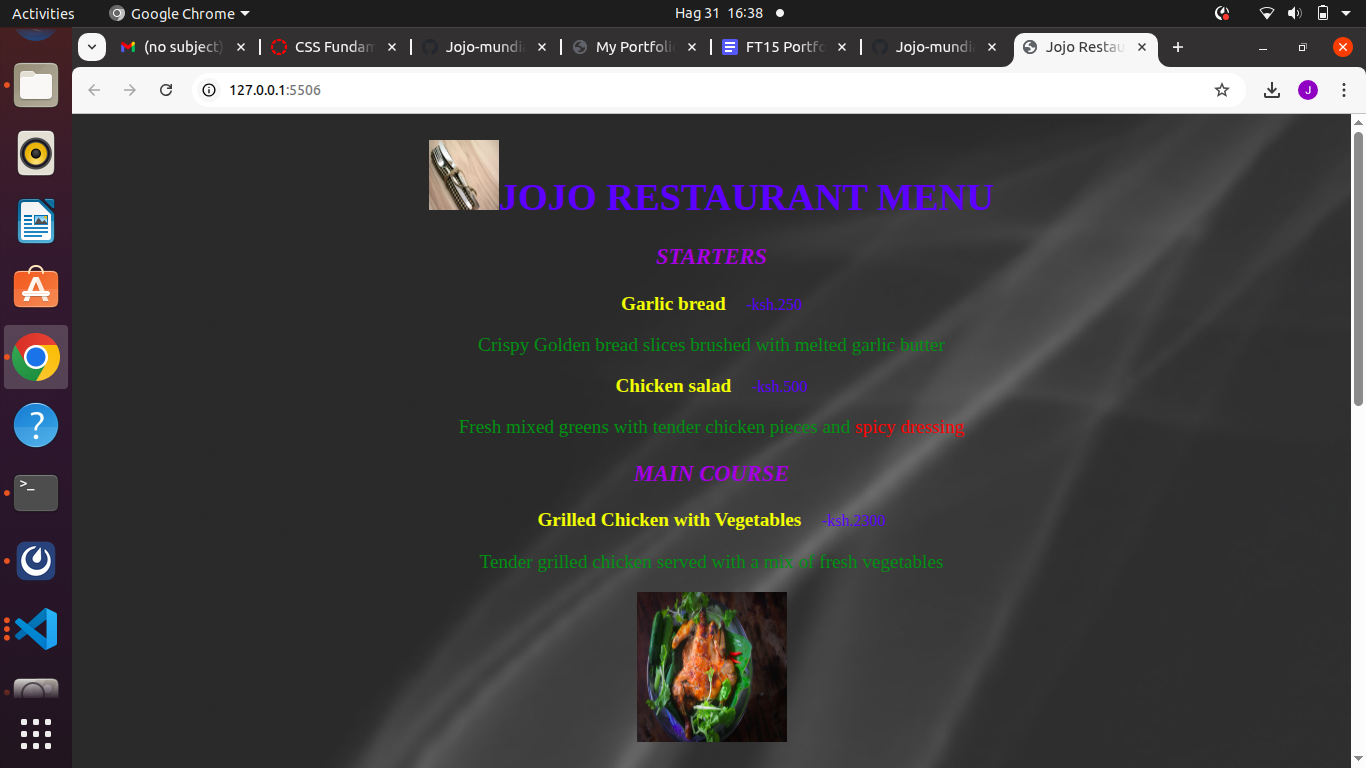 Activities
Google Chrome
Hag 31 16:38
(no subject)
CSS Fundam
Jojo-mundi
My Portfoli
FT15 Portfo
Jojo-mundi
Jojo Restau
127.0.0.1:5506
J
JOJO RESTAURANT MENU
STARTERS
Garlic bread -ksh.250
Crispy Golden bread slices brushed with melted garlic butter
Chicken salad -ksh.500
Fresh mixed greens with tender chicken pieces and spicy dressing
MAIN COURSE
Grilled Chicken with Vegetables -ksh.2300
Tender grilled chicken served with a mix of fresh vegetables